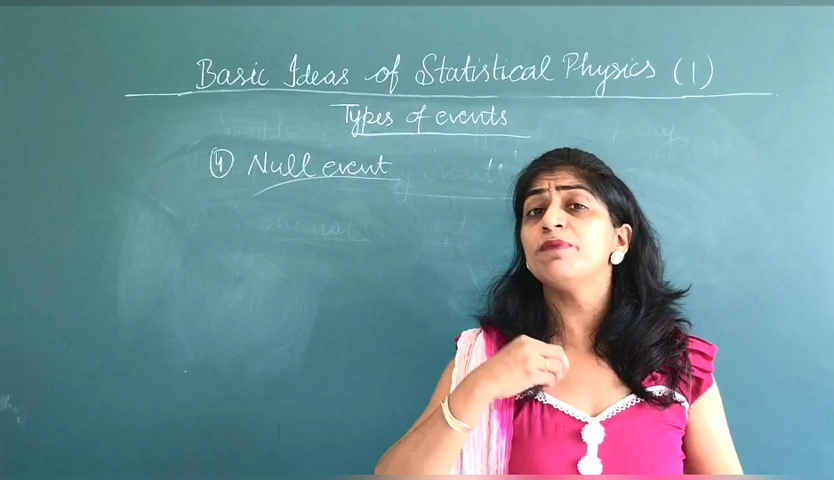 Basic Ideas of Statistical Physics (1)
Types of events
(4) Null event